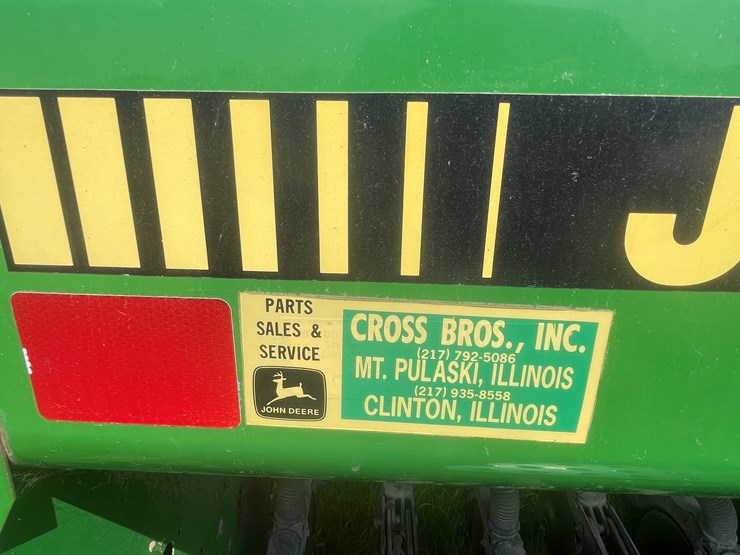 J
PARTS
SALES &
SERVICE
JOHN DEERE
CROSS BROS., INC.
(217) 792-5086
MT. PULASKI, ILLINOIS
(217) 935-8558
CLINTON, ILLINOIS